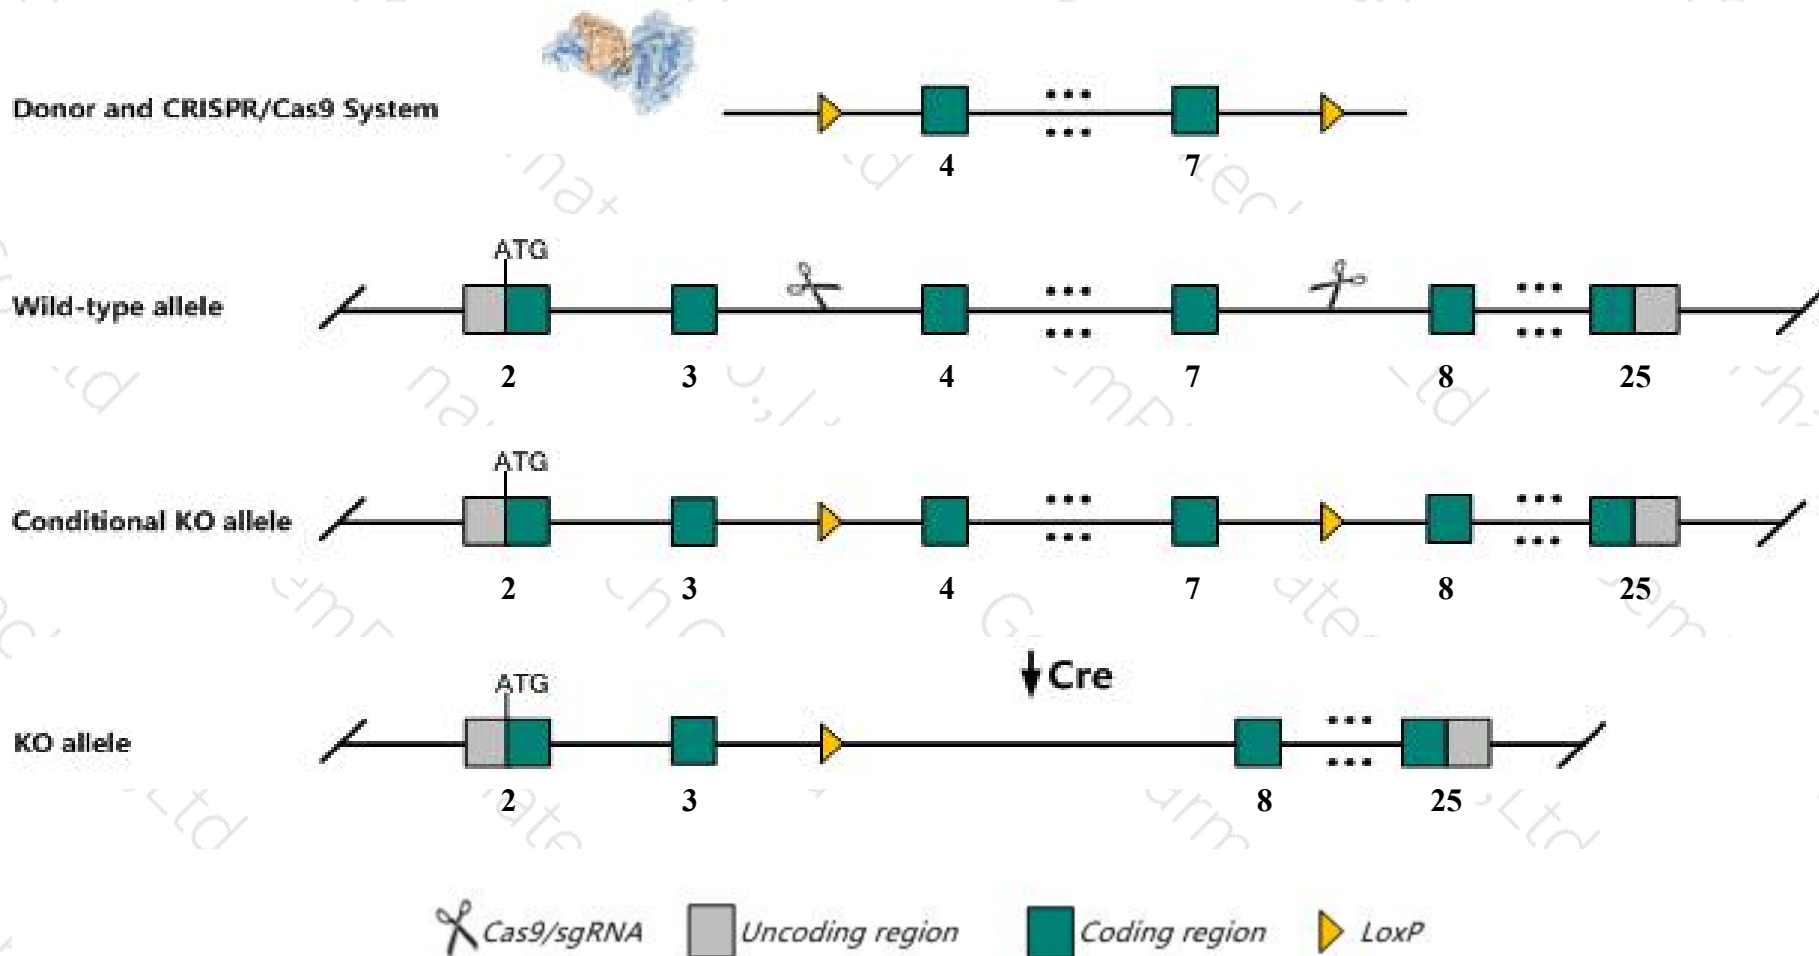 Donor and CRISPR/Cas9 System
4 7
ATG
Wild-type allele
2 3 4 7 8 25
ATG
Conditional KO allele
2 3 4 7 8 25
Cre
ATG
KO allele
2 3 8 25
Cas9/sgRNA Uncoding region Coding region LoxP